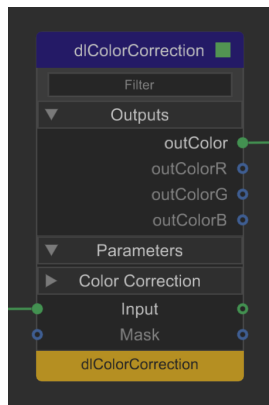 dlColorCorrection
Filter
Outputs
outColor
outColorR
outColorG
outColorB
Parameters
Color Correction
Input
Mask
dlColorCorrection